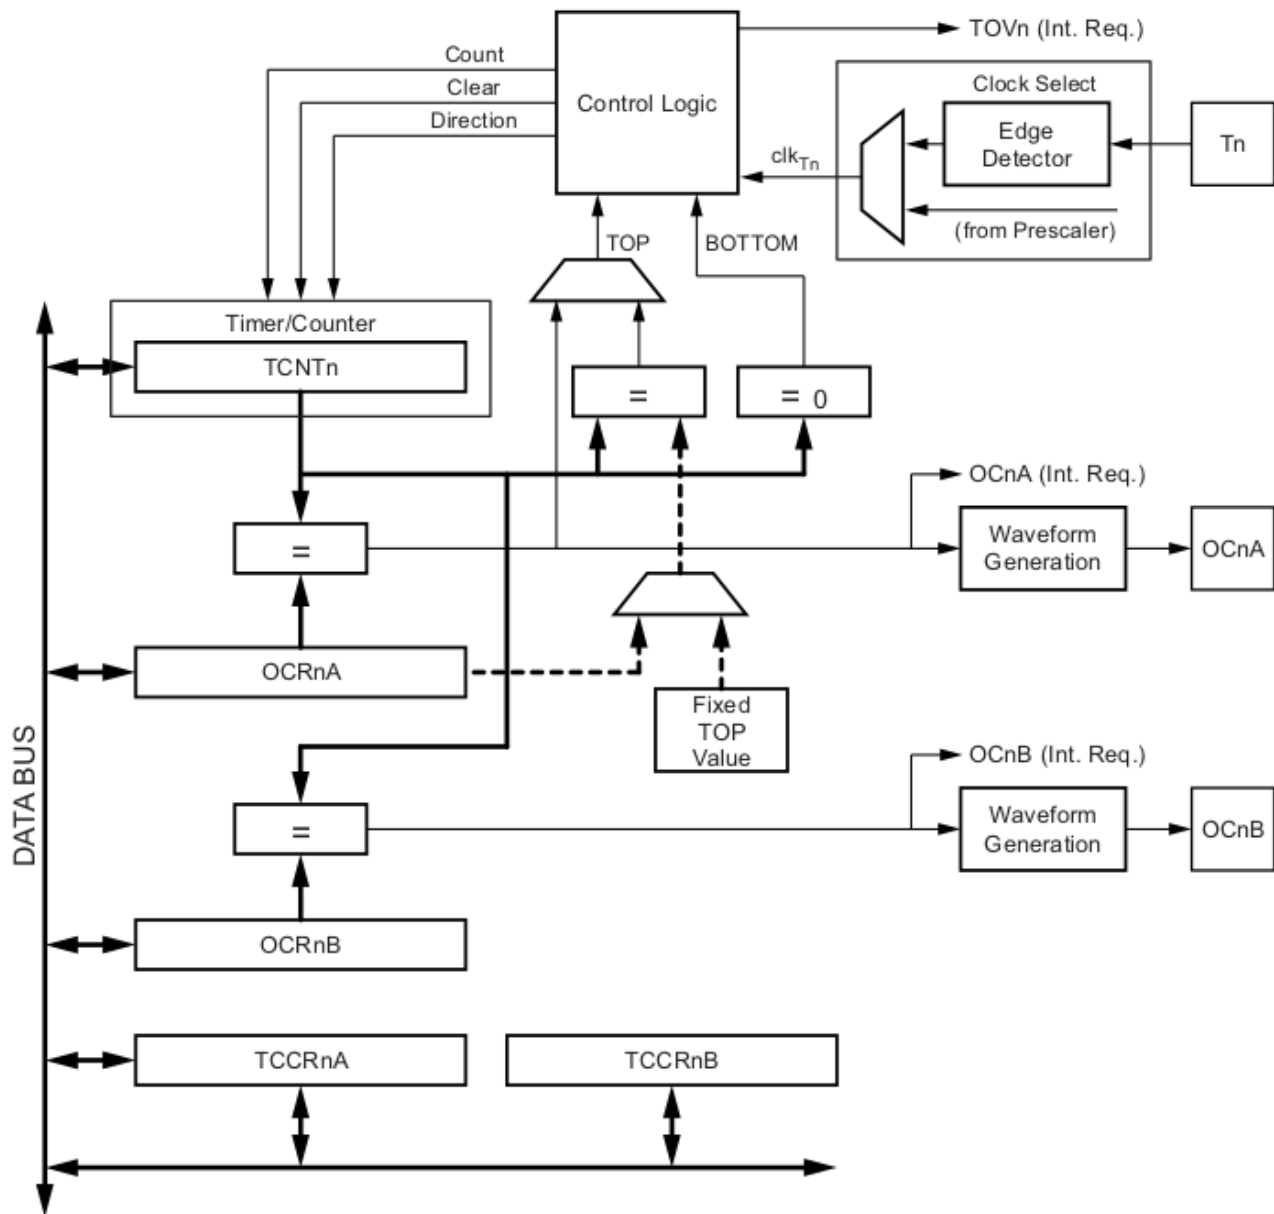 TOVn (Int. Req.)
Count
Clear
Direction
Control Logic
Clock Select
Edge
Detector
Tn
clkTn
(from Prescaler)
TOP
BOTTOM
Timer/Counter
TCNTn
=
= 0
OCnA (Int. Req.)
=
Waveform
Generation
OCnA
OCRnA
Fixed
TOP
Value
DATA BUS
OCnB (Int. Req.)
=
Waveform
Generation
OCnB
OCRnB
TCCRnA
TCCRnB